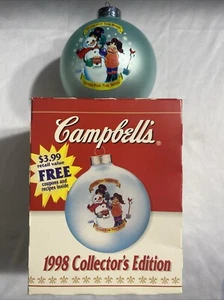 Campbell's®
$3.99
retail value
FREE
coupons and
recipes inside
1998 Collector's Edition